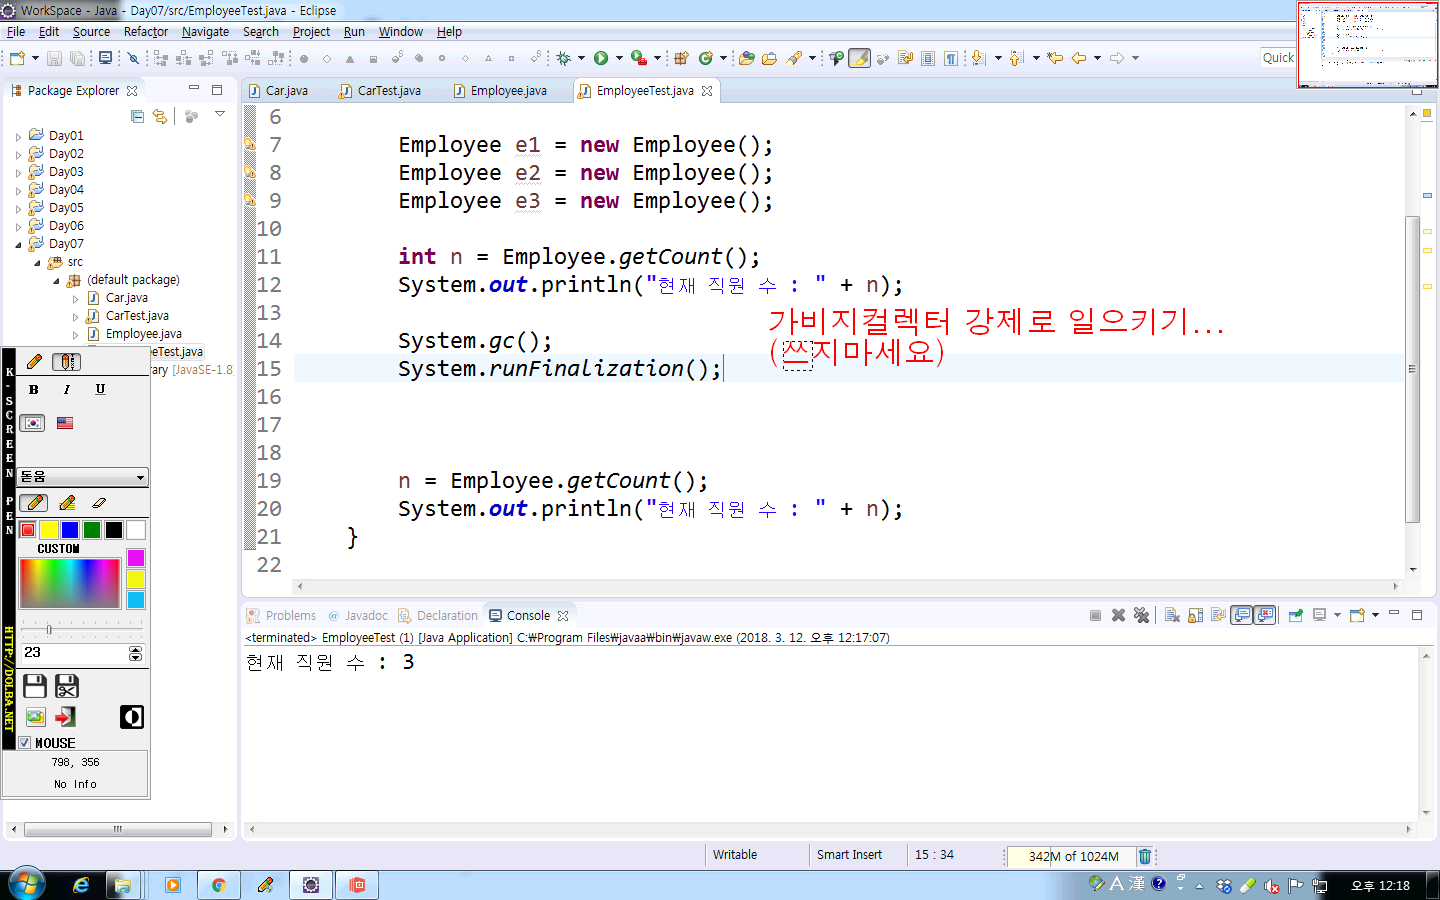 WorkSpace - Java - Day07/src/EmployeeTest.java - Eclipse
File Edit Source Refactor Navigate Search Project Run Window Help
Quick
Package Explorer
Car.java CarTest.java Employee.java EmployeeTest.java
Day01
Day02
Day03
Day04
Day05
Day06
Day07
src
(default package)
Car.java
CarTest.java
Employee.java
eeTest.java
rary [JavaSE-1.8
6
7 Employee e1 = new Employee();
8 Employee e2 = new Employee();
9 Employee e3 = new Employee();
10
11 int n = Employee.getCount();
12 System.out.println("현재 직원 수 : " + n);
13
14 System.gc();
15 System.runFinalization();
16
17
18
19 n = Employee.getCount();
20 System.out.println("현재 직원 수 : " + n);
21 }
22
가비지컬렉터 강제로 일으키기...
(쓰지마세요)
K-SCREEN PEN
HTTP://DOLBA.NET
B I U
돋움
CUSTOM
23
MOUSE
798, 356
No Info
Problems Javadoc Declaration Console
<terminated> EmployeeTest (1) [Java Application] C:₩Program Files₩javaa₩bin₩javaw.exe (2018. 3. 12. 오후 12:17:07)
현재 직원 수 : 3
Writable Smart Insert 15 : 34 342M of 1024M
A 漢 오후 12:18